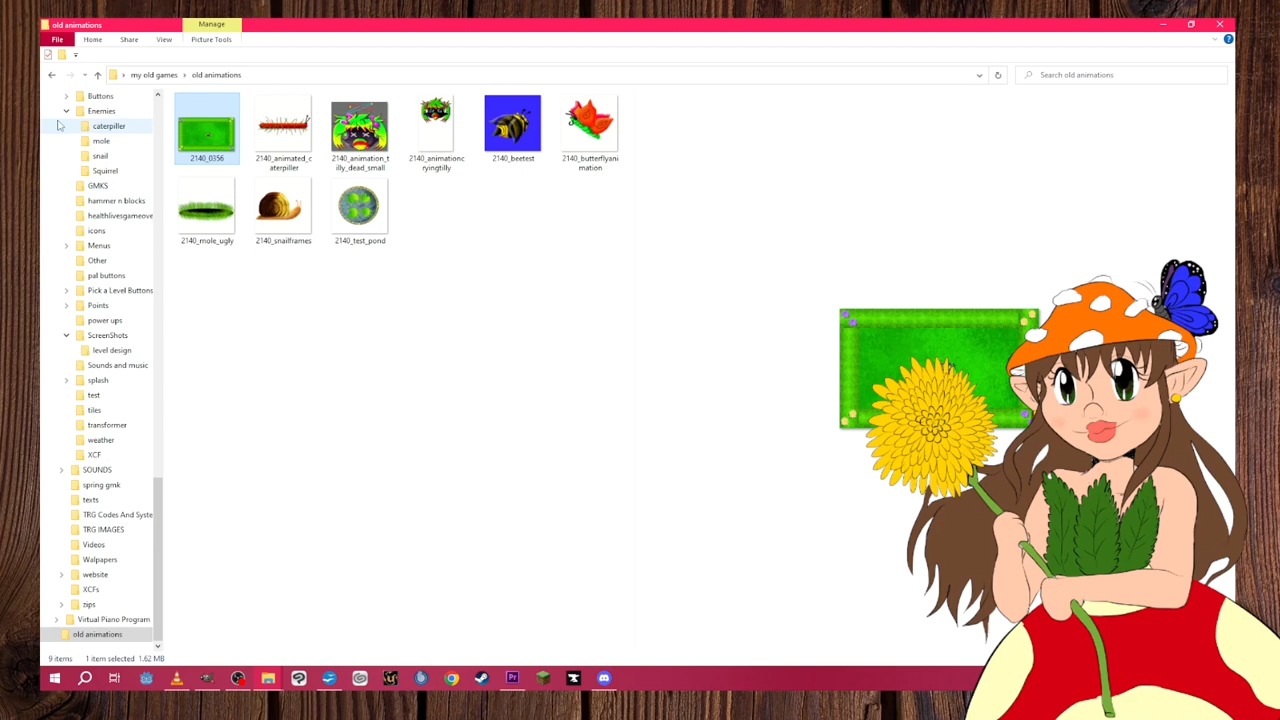 old animations
Manage
File
Home
Share
View
Picture Tools
my old games › old animations
Search old animations
Buttons
Enemies
caterpiller
mole
snail
Squirrel
GMKS
hammer n blocks
healthlivesgameove
icons
Menus
Other
pal buttons
Pick a Level Buttons
Points
power ups
ScreenShots
level design
Sounds and music
splash
test
tiles
transformer
weather
XCF
SOUNDS
spring gmk
texts
TRG Codes And Syste
TRG IMAGES
Videos
Walpapers
website
XCFs
zips
Virtual Piano Program
old animations
2140_0356
2140_animated_c
aterpiller
2140_animation_t
illy_dead_small
2140_animationc
ryingtilly
2140_beetest
2140_butterflyani
mation
2140_mole_ugly
2140_snailframes
2140_test_pond
9 items
1 item selected 1.62 MB
Pr